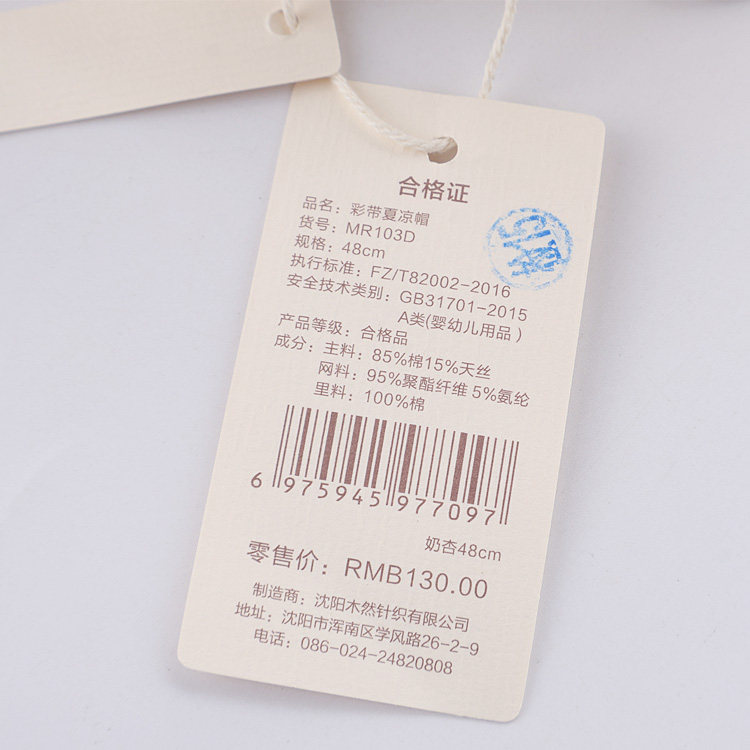 合格证
品名：彩带夏凉帽
货号：MR103D
规格：48cm
执行标准：FZ/T82002-2016
安全技术类别：GB31701-2015
A类(婴幼儿用品)
产品等级：合格品
成分：主料：85%棉15%天丝
网料：95%聚酯纤维 5%氨纶
里料：100%棉
6 975945 977097
奶杏48cm
零售价：RMB130.00
制造商：沈阳木然针织有限公司
地址：沈阳市浑南区学风路26-2-9
电话：086-024-24820808